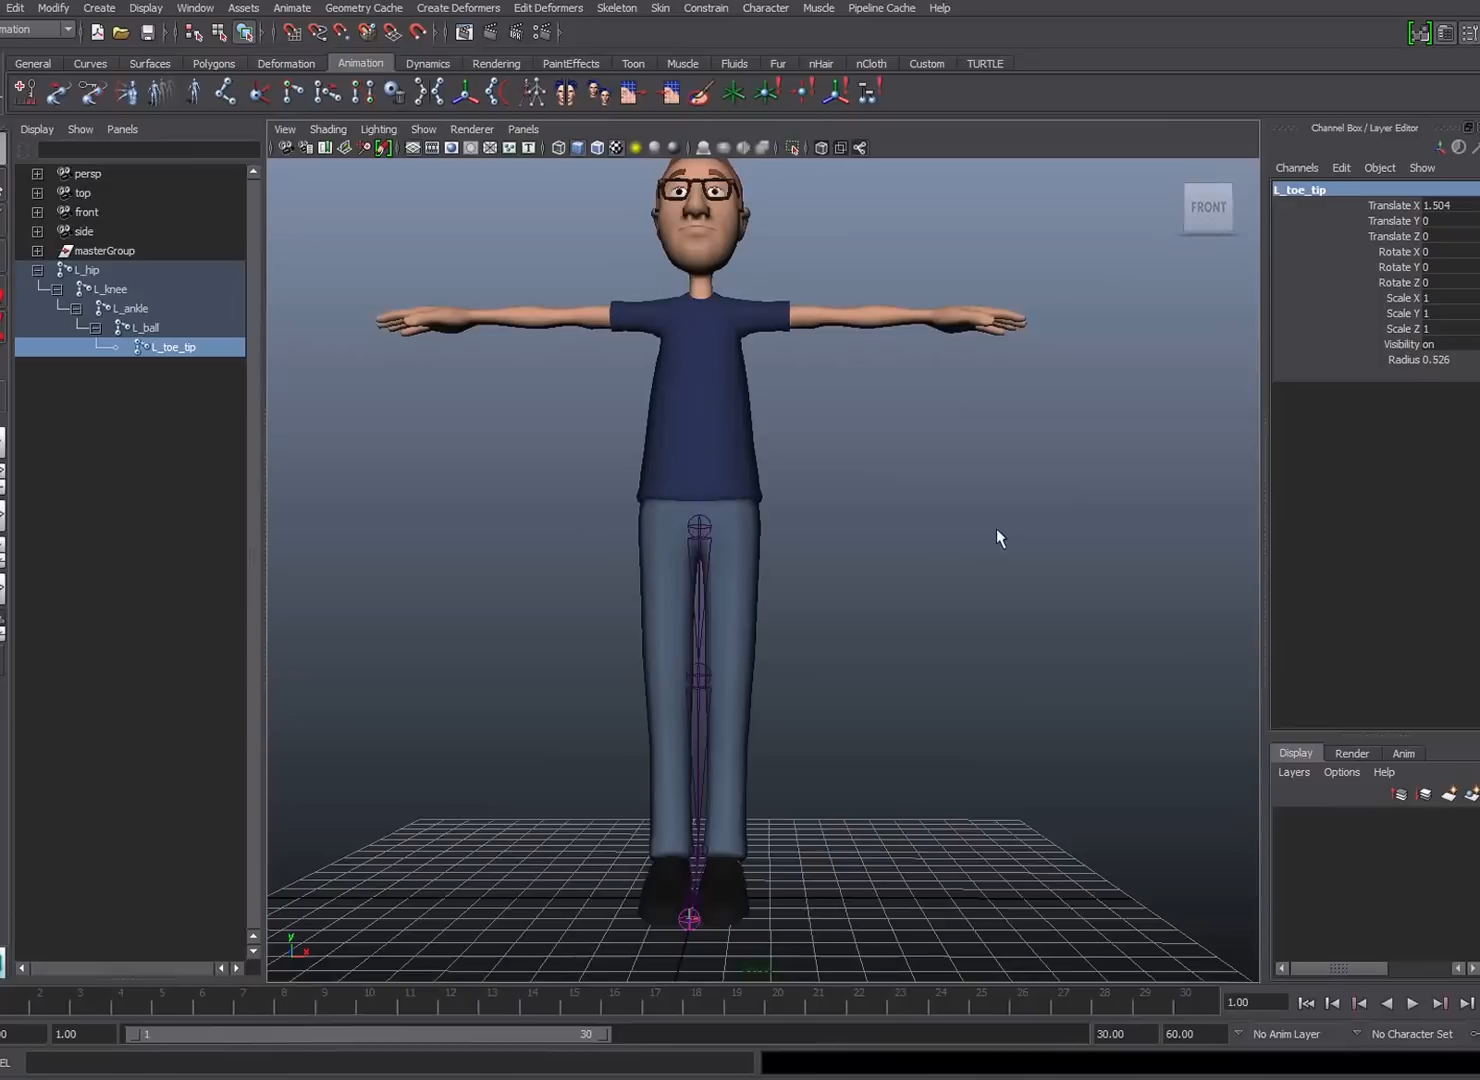 Edit Modify Create Display Window Assets Animate Geometry Cache Create Deformers Edit Deformers Skeleton Skin Constrain Character Muscle Pipeline Cache Help
mation
General Curves Surfaces Polygons Deformation Animation Dynamics Rendering PaintEffects Toon Muscle Fluids Fur nHair nCloth Custom TURTLE
Display Show Panels
View Shading Lighting Show Renderer Panels
Channel Box / Layer Editor
Channels Edit Object Show
persp
top
front
side
masterGroup
L_hip
L_knee
L_ankle
L_ball
L_toe_tip
FRONT
L_toe_tip
Translate X 1.504
Translate Y 0
Translate Z 0
Rotate X 0
Rotate Y 0
Rotate Z 0
Scale X 1
Scale Y 1
Scale Z 1
Visibility on
Radius 0.526
Display Render Anim
Layers Options Help
y
x
2 3 4 5 6 7 8 9 10 11 12 13 14 15 16 17 18 19 20 21 22 23 24 25 26 27 28 29 30
1.00
00 1.00 1 30 30.00 60.00 No Anim Layer No Character Set
EL